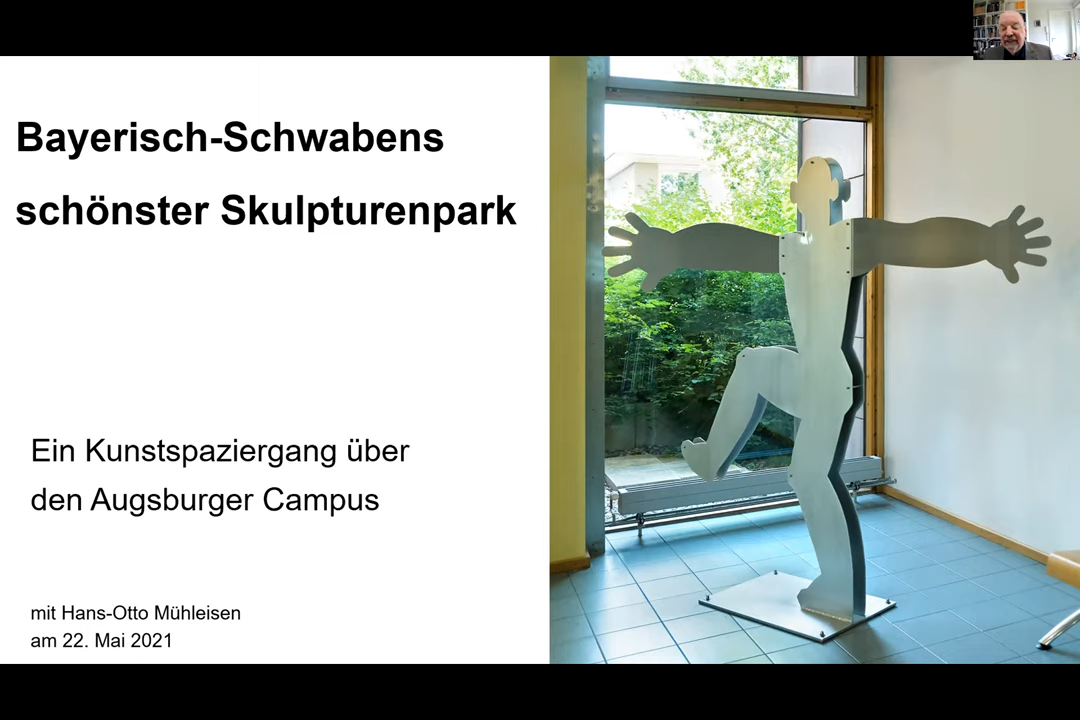 Bayerisch-Schwabens
schönster Skulpturenpark
Ein Kunstspaziergang über
den Augsburger Campus
mit Hans-Otto Mühleisen
am 22. Mai 2021